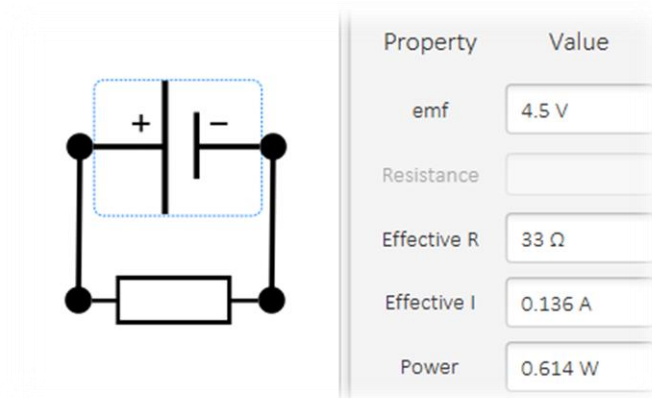 Property Value
+ −
emf 4.5 V
Resistance
Effective R 33 Ω
Effective I 0.136 A
Power 0.614 W